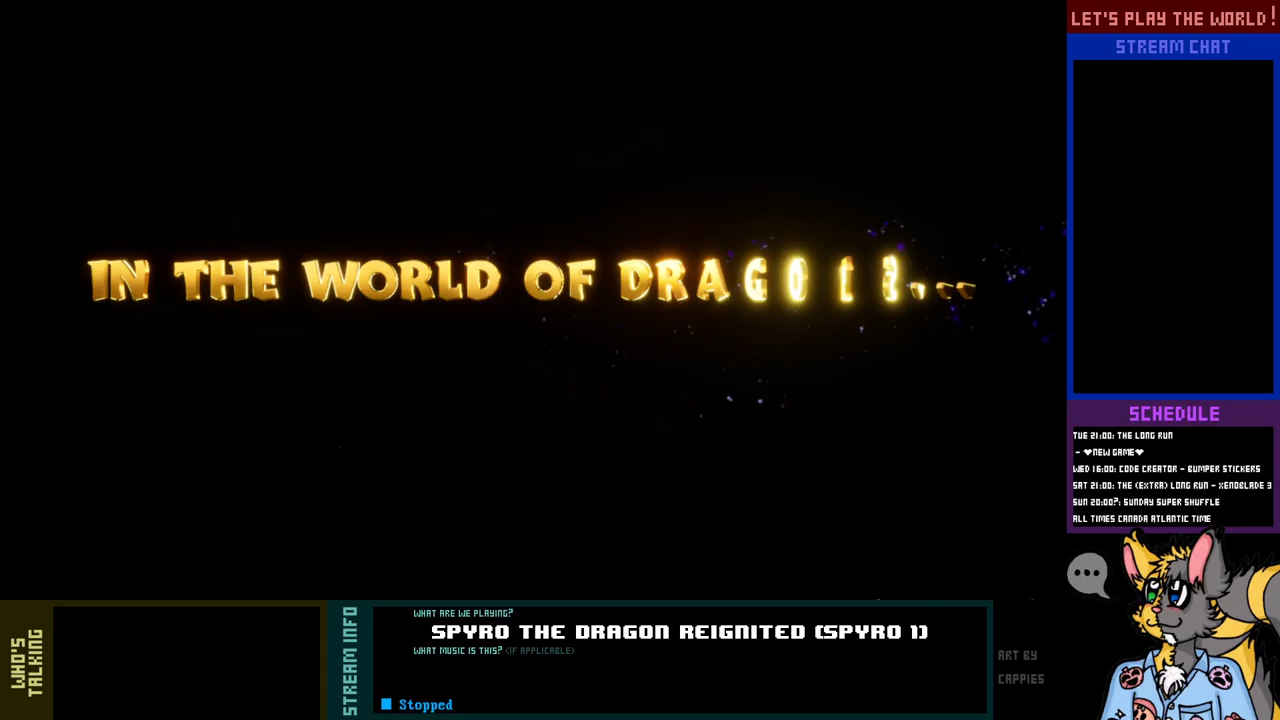 IN THE WORLD OF DRAGO
LET'S PLAY THE WORLD!
STREAM CHAT
SCHEDULE
TUE 21:00: THE LONG RUN
- ❤NEW GAME❤
WED 16:00: CODE CREATOR - BUMPER STICKERS
SAT 21:00: THE (EXTRA) LONG RUN - XENOBLADE 3
SUN 20:00?: SUNDAY SUPER SHUFFLE
ALL TIMES CANADA ATLANTIC TIME
WHO'S
TALKING
STREAM INFO
WHAT ARE WE PLAYING?
SPYRO THE DRAGON REIGNITED (SPYRO 1)
WHAT MUSIC IS THIS? (IF APPLICABLE)
Stopped
ART BY
CAPPIES